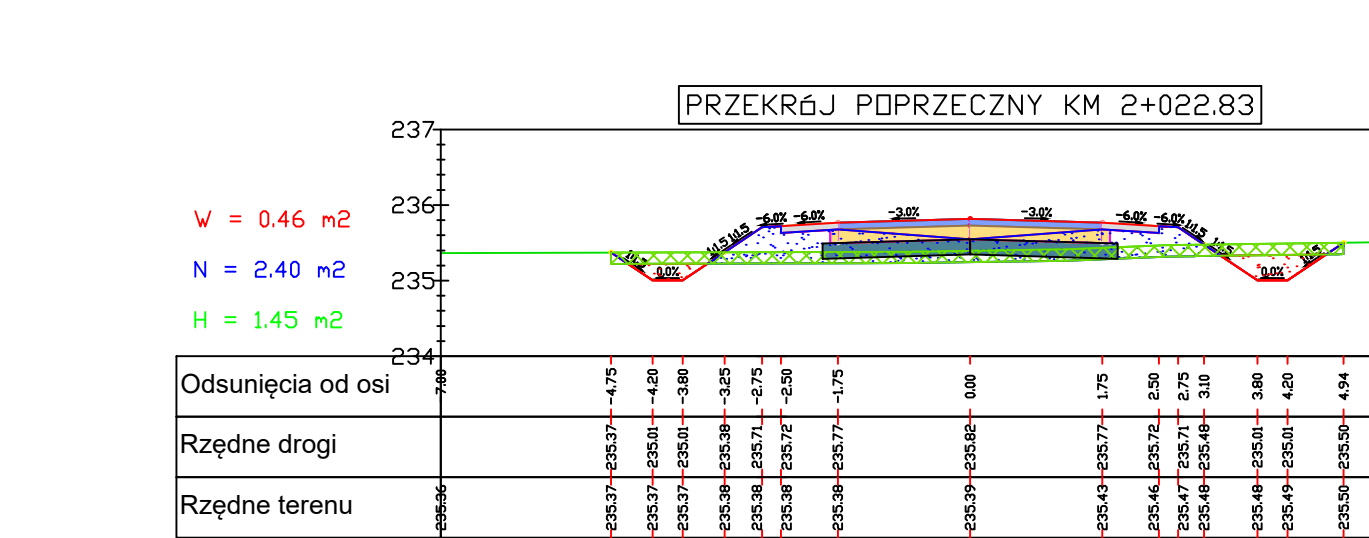 PRZEKRóJ POPRZECZNY KM 2+022.83
237
236
235
234
W = 0.46 m2
N = 2.40 m2
H = 1.45 m2
-6.0% -6.0% -3.0% -3.0% -6.0% -6.0%
1:1.5 1:1.5 1:1.5 1:1.5 1:1.5 1:1.5
0.0% 0.0%
Odsunięcia od osi 7.00 -4.75 -4.20 -3.80 -3.25 -2.75 -2.50 -1.75 0.00 1.75 2.50 2.75 3.10 3.80 4.20 4.94
Rzędne drogi 235.37 235.01 235.01 235.38 235.71 235.72 235.77 235.82 235.77 235.72 235.71 235.48 235.01 235.01 235.50
Rzędne terenu 235.36 235.37 235.37 235.37 235.38 235.38 235.38 235.38 235.39 235.43 235.46 235.47 235.48 235.48 235.49 235.50